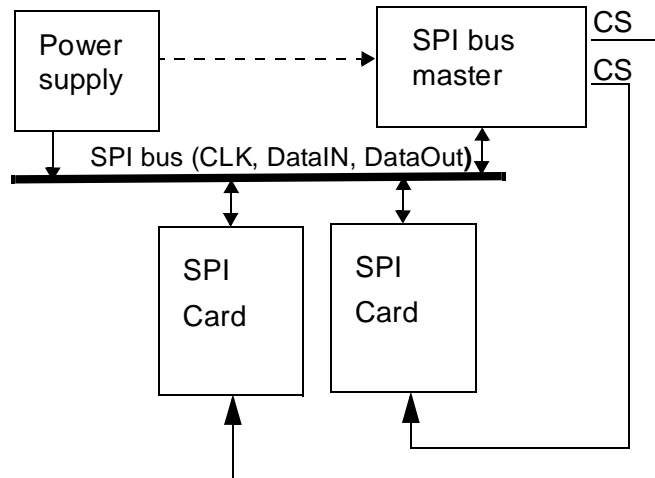 Power
supply
SPI bus
master
CS
CS
SPI bus (CLK, DataIN, DataOut)
SPI
Card
SPI
Card